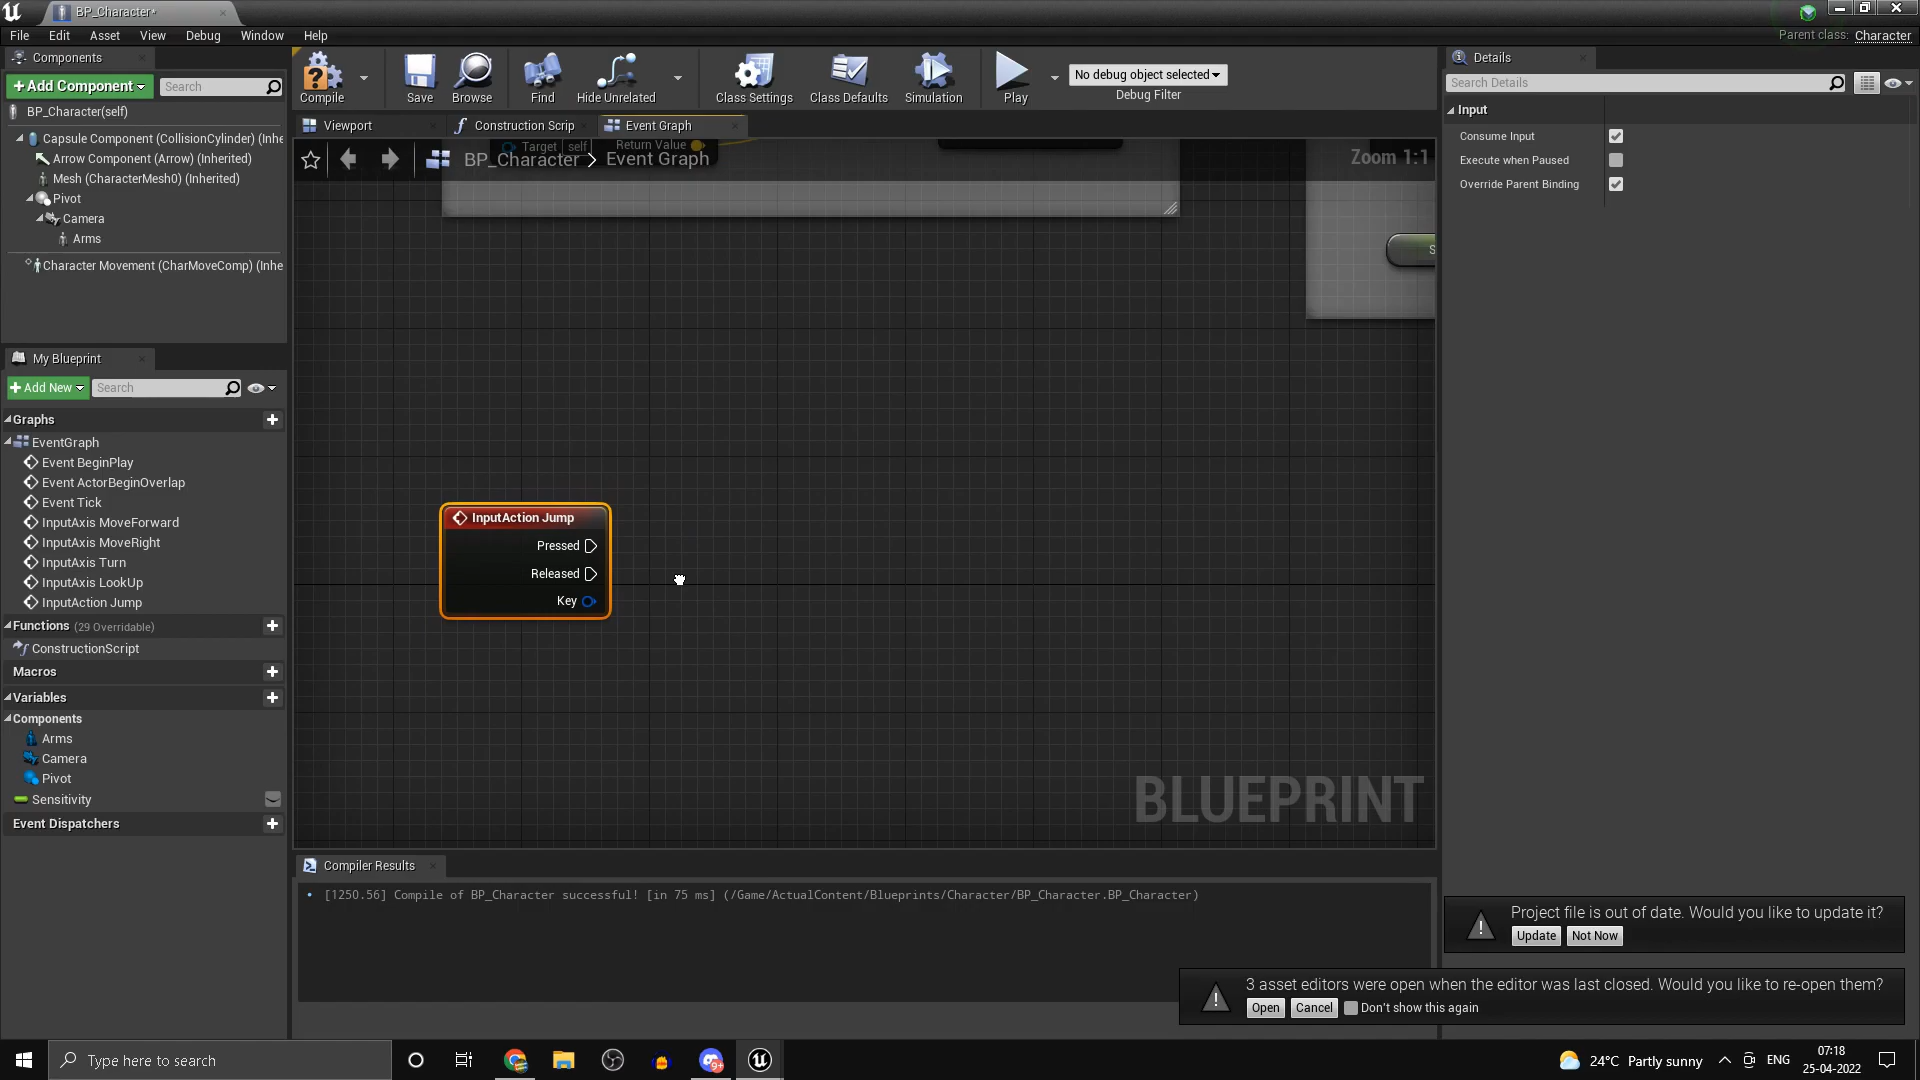 BP_Character*
File Edit Asset View Debug Window Help
Parent class: Character
Components
+Add Component
Search
BP_Character(self)
Capsule Component (CollisionCylinder) (Inhe
Arrow Component (Arrow) (Inherited)
Mesh (CharacterMesh0) (Inherited)
Pivot
Camera
Arms
Character Movement (CharMoveComp) (Inhe
My Blueprint
+Add New
Search
Graphs
EventGraph
Event BeginPlay
Event ActorBeginOverlap
Event Tick
InputAxis MoveForward
InputAxis MoveRight
InputAxis Turn
InputAxis LookUp
InputAction Jump
Functions (29 Overridable)
ConstructionScript
Macros
Variables
Components
Arms
Camera
Pivot
Sensitivity
Event Dispatchers
Compile Save Browse Find Hide Unrelated Class Settings Class Defaults Simulation Play
No debug object selected
Debug Filter
Viewport
Construction Scrip
Event Graph
Target self Return Value
BP_Character > Event Graph
Zoom 1:1
S
InputAction Jump
Pressed
Released
Key
BLUEPRINT
Compiler Results
[1250.56] Compile of BP_Character successful! [in 75 ms] (/Game/ActualContent/Blueprints/Character/BP_Character.BP_Character)
Details
Search Details
Input
Consume Input
Execute when Paused
Override Parent Binding
Project file is out of date. Would you like to update it?
Update Not Now
3 asset editors were open when the editor was last closed. Would you like to re-open them?
Open Cancel Don't show this again
Type here to search
9+
24°C Partly sunny
ENG
07:18
25-04-2022